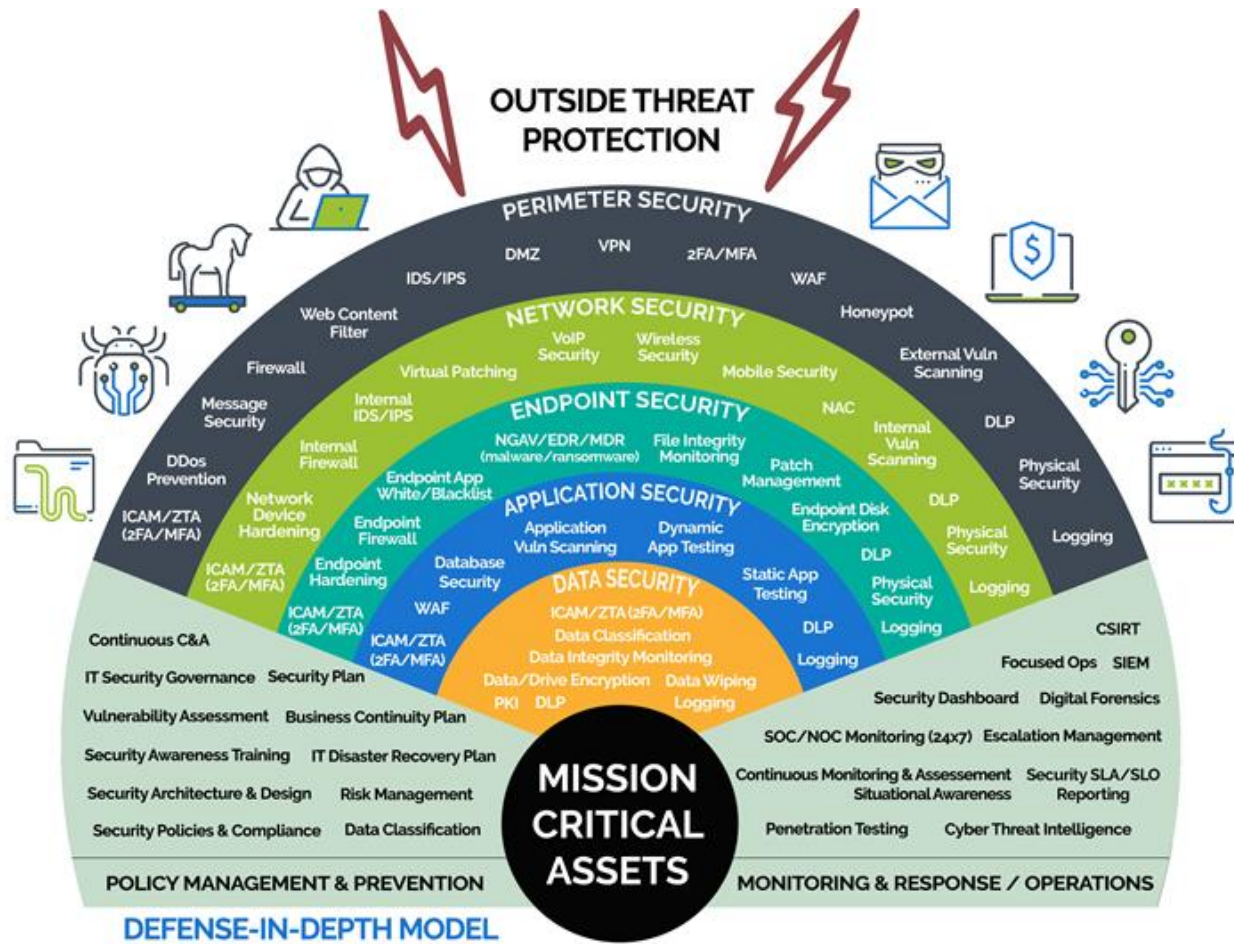 OUTSIDE THREAT
PROTECTION
PERIMETER SECURITY
ICAM/ZTA
(2FA/MFA)
DDos
Prevention
Message
Security
Firewall
Web Content
Filter
IDS/IPS
DMZ
VPN
2FA/MFA
WAF
Honeypot
External Vuln
Scanning
DLP
Physical
Security
Logging
NETWORK SECURITY
ICAM/ZTA
(2FA/MFA)
Network
Device
Hardening
Internal
Firewall
Internal
IDS/IPS
Virtual Patching
VoIP
Security
Wireless
Security
Mobile Security
NAC
Internal
Vuln
Scanning
DLP
Physical
Security
Logging
ENDPOINT SECURITY
ICAM/ZTA
(2FA/MFA)
Endpoint
Hardening
Endpoint
Firewall
Endpoint App
White/Blacklist
NGAV/EDR/MDR
(malware/ransomware)
File Integrity
Monitoring
Patch
Management
Endpoint Disk
Encryption
DLP
Physical
Security
Logging
APPLICATION SECURITY
ICAM/ZTA
(2FA/MFA)
WAF
Database
Security
Application
Vuln Scanning
Dynamic
App Testing
Static App
Testing
DLP
Logging
DATA SECURITY
ICAM/ZTA (2FA/MFA)
Data Classification
Data Integrity Monitoring
Data/Drive Encryption Data Wiping
PKI DLP Logging
MISSION
CRITICAL
ASSETS
Continuous C&A
IT Security Governance Security Plan
Vulnerability Assessment Business Continuity Plan
Security Awareness Training IT Disaster Recovery Plan
Security Architecture & Design Risk Management
Security Policies & Compliance Data Classification
POLICY MANAGEMENT & PREVENTION
CSIRT
Focused Ops SIEM
Security Dashboard Digital Forensics
SOC/NOC Monitoring (24x7) Escalation Management
Continuous Monitoring & Assessement
Situational Awareness
Security SLA/SLO
Reporting
Penetration Testing Cyber Threat Intelligence
MONITORING & RESPONSE / OPERATIONS
DEFENSE-IN-DEPTH MODEL